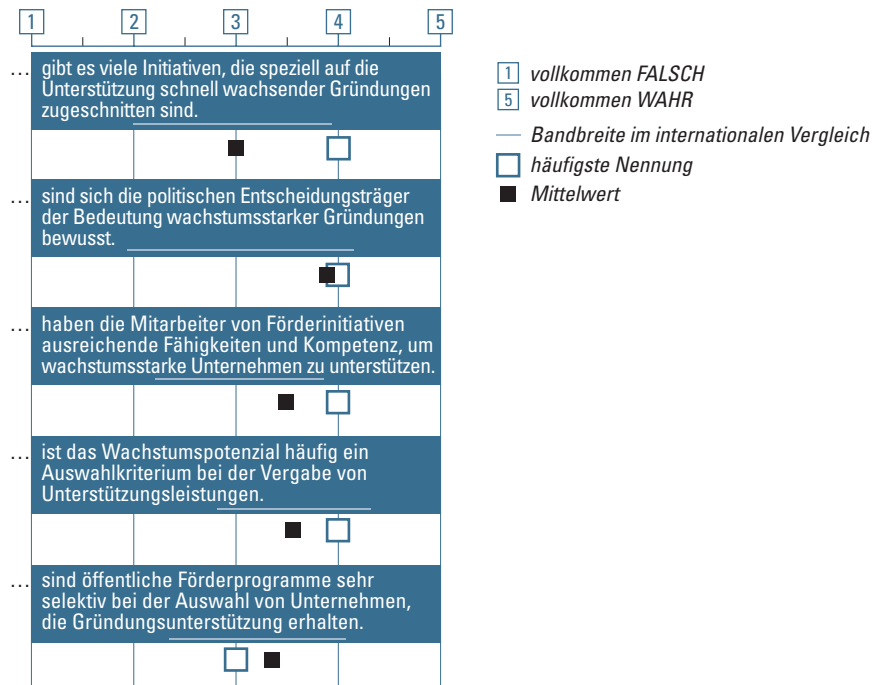 1 2 3 4 5
… gibt es viele Initiativen, die speziell auf die
Unterstützung schnell wachsender Gründungen
zugeschnitten sind.
… sind sich die politischen Entscheidungsträger
der Bedeutung wachstumsstarker Gründungen
bewusst.
… haben die Mitarbeiter von Förderinitiativen
ausreichende Fähigkeiten und Kompetenz, um
wachstumsstarke Unternehmen zu unterstützen.
… ist das Wachstumspotenzial häufig ein
Auswahlkriterium bei der Vergabe von
Unterstützungsleistungen.
… sind öffentliche Förderprogramme sehr
selektiv bei der Auswahl von Unternehmen,
die Gründungsunterstützung erhalten.
1 vollkommen FALSCH
5 vollkommen WAHR
Bandbreite im internationalen Vergleich
häufigste Nennung
Mittelwert